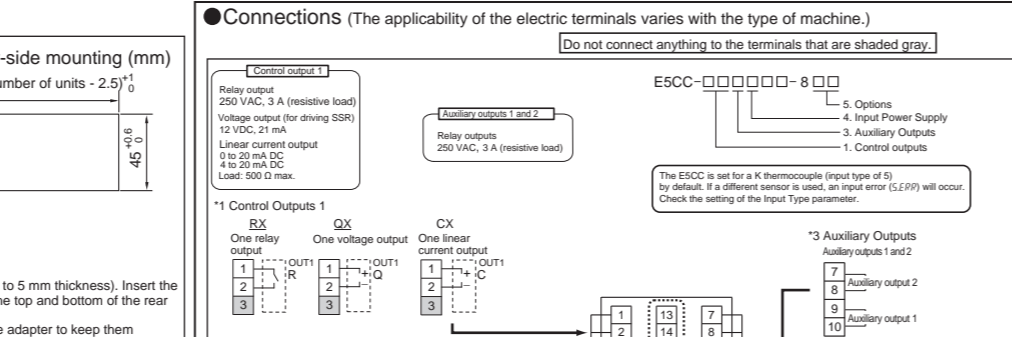 -side mounting (mm)
umber of units - 2.5)+1 0
45 +0.6 0
to 5 mm thickness). Insert the
he top and bottom of the rear
e adapter to keep them
●Connections (The applicability of the electric terminals varies with the type of machine.)
Do not connect anything to the terminals that are shaded gray.
Control output 1
Relay output
250 VAC, 3 A (resistive load)
Voltage output (for driving SSR)
12 VDC, 21 mA
Linear current output
0 to 20 mA DC
4 to 20 mA DC
Load: 500 Ω max.
Auxiliary outputs 1 and 2
Relay outputs
250 VAC, 3 A (resistive load)
E5CC-□□□□□□-8□□
5. Options
4. Input Power Supply
3. Auxiliary Outputs
1. Control outputs
The E5CC is set for a K thermocouple (input type of 5)
by default. If a different sensor is used, an input error (S.ERR) will occur.
Check the setting of the Input Type parameter.
*1 Control Outputs 1
RX
One relay
output
1
2
3
OUT1
R
QX
One voltage output
1
2
3
OUT1
+
Q
−
CX
One linear
current output
1
2
3
OUT1
+
C
−
1
2
13
14
7
8
*3 Auxiliary Outputs
Auxiliary outputs 1 and 2
7
8
Auxiliary output 2
9
10
Auxiliary output 1